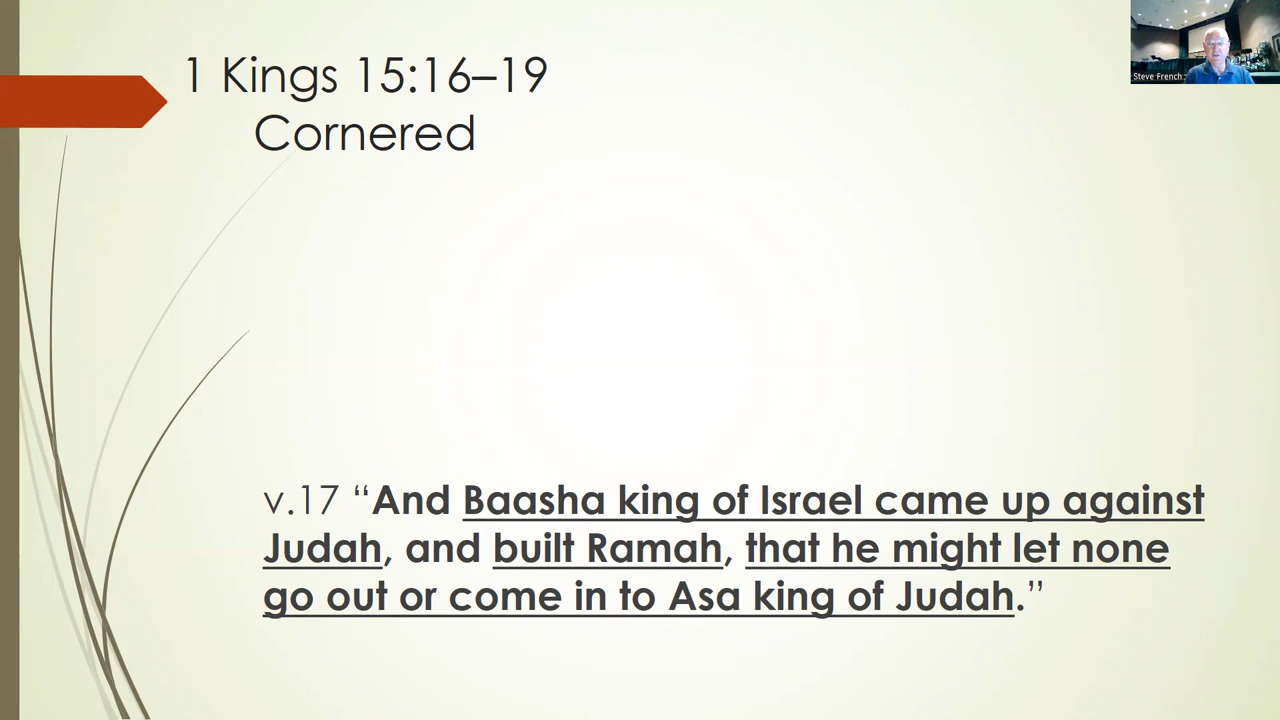 1 Kings 15:16–19
Cornered
Steve French
v.17 “And Baasha king of Israel came up against
Judah, and built Ramah, that he might let none
go out or come in to Asa king of Judah.”